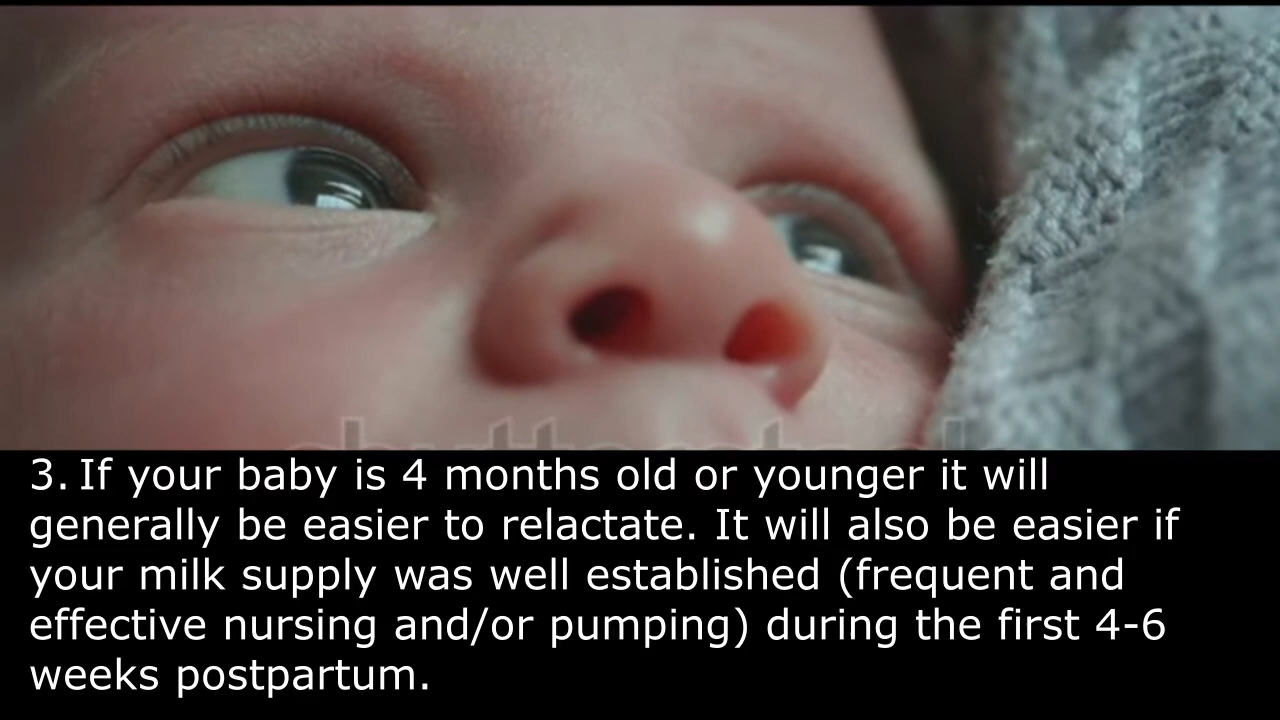 shutterstock
3. If your baby is 4 months old or younger it will
generally be easier to relactate. It will also be easier if
your milk supply was well established (frequent and
effective nursing and/or pumping) during the first 4-6
weeks postpartum.